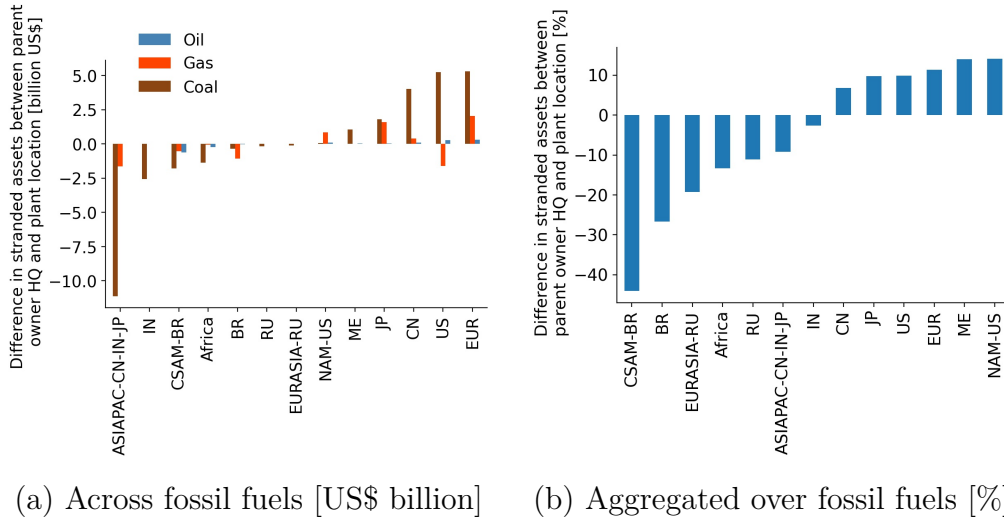 Difference in stranded assets between parent
owner HQ and plant location [billion US$]
Oil
Gas
Coal
5.0
2.5
0.0
−2.5
−5.0
−7.5
−10.0
ASIAPAC-CN-IN-JP
IN
CSAM-BR
Africa
BR
RU
EURASIA-RU
NAM-US
ME
JP
CN
US
EUR
(a) Across fossil fuels [US$ billion]
Difference in stranded assets between
parent owner HQ and plant location [%]
10
0
−10
−20
−30
−40
CSAM-BR
BR
EURASIA-RU
Africa
RU
ASIAPAC-CN-IN-JP
IN
CN
JP
US
EUR
ME
NAM-US
(b) Aggregated over fossil fuels [%]